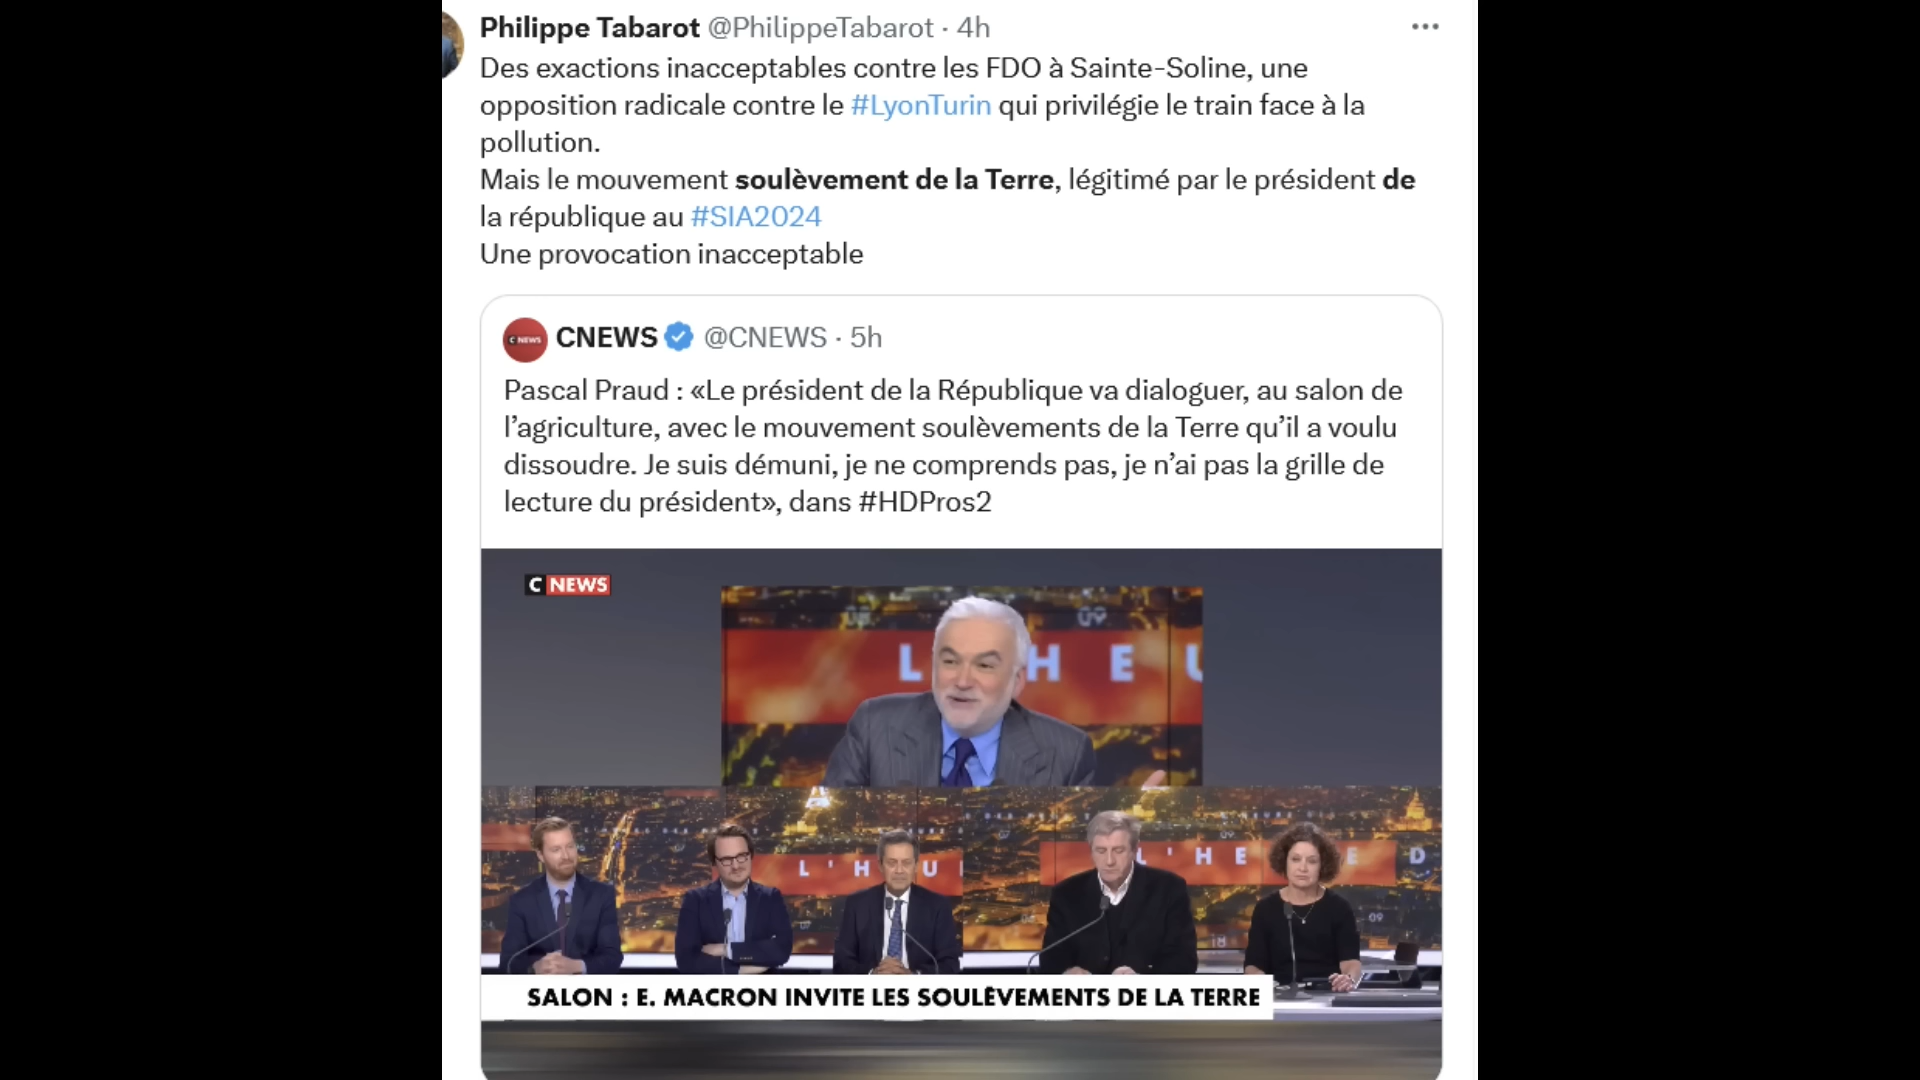 Philippe Tabarot @PhilippeTabarot · 4h
Des exactions inacceptables contre les FDO à Sainte-Soline, une
opposition radicale contre le #LyonTurin qui privilégie le train face à la
pollution.
Mais le mouvement soulèvement de la Terre, légitimé par le président de
la république au #SIA2024
Une provocation inacceptable
CNEWS @CNEWS · 5h
Pascal Praud : «Le président de la République va dialoguer, au salon de
l’agriculture, avec le mouvement soulèvements de la Terre qu’il a voulu
dissoudre. Je suis démuni, je ne comprends pas, je n’ai pas la grille de
lecture du président», dans #HDPros2
C NEWS
L' HEU
L'H U
L'HE E D
SALON : E. MACRON INVITE LES SOULÈVEMENTS DE LA TERRE